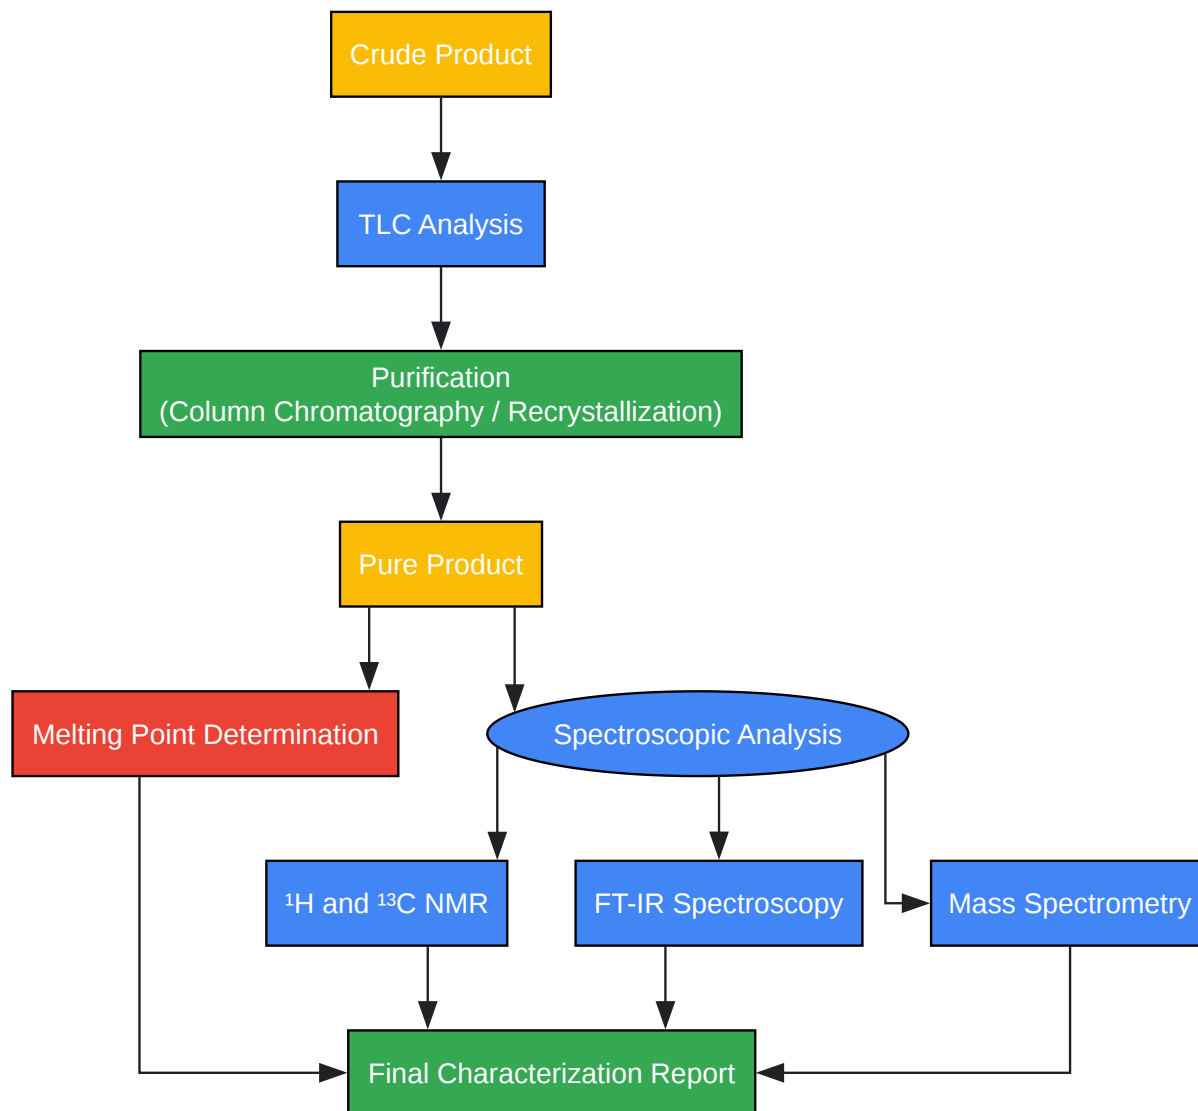 Crude Product
TLC Analysis
Purification
(Column Chromatography / Recrystallization)
Pure Product
Melting Point Determination
Spectroscopic Analysis
¹H and ¹³C NMR
FT-IR Spectroscopy
Mass Spectrometry
Final Characterization Report